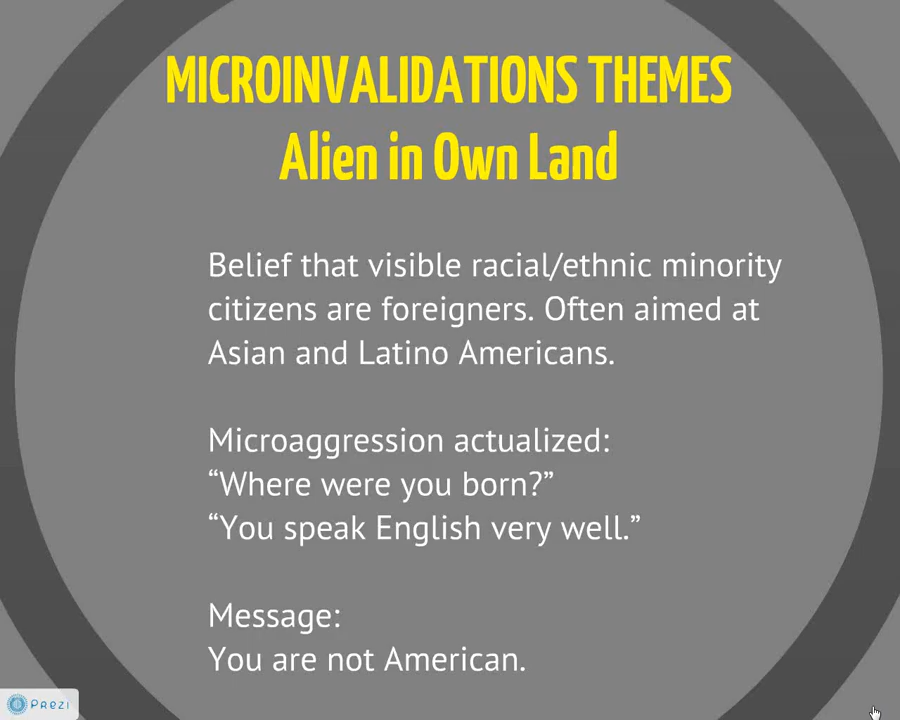 MICROINVALIDATIONS THEMES
Alien in Own Land
Belief that visible racial/ethnic minority
citizens are foreigners. Often aimed at
Asian and Latino Americans.
Microaggression actualized:
“Where were you born?”
“You speak English very well.”
Message:
You are not American.
PREZI